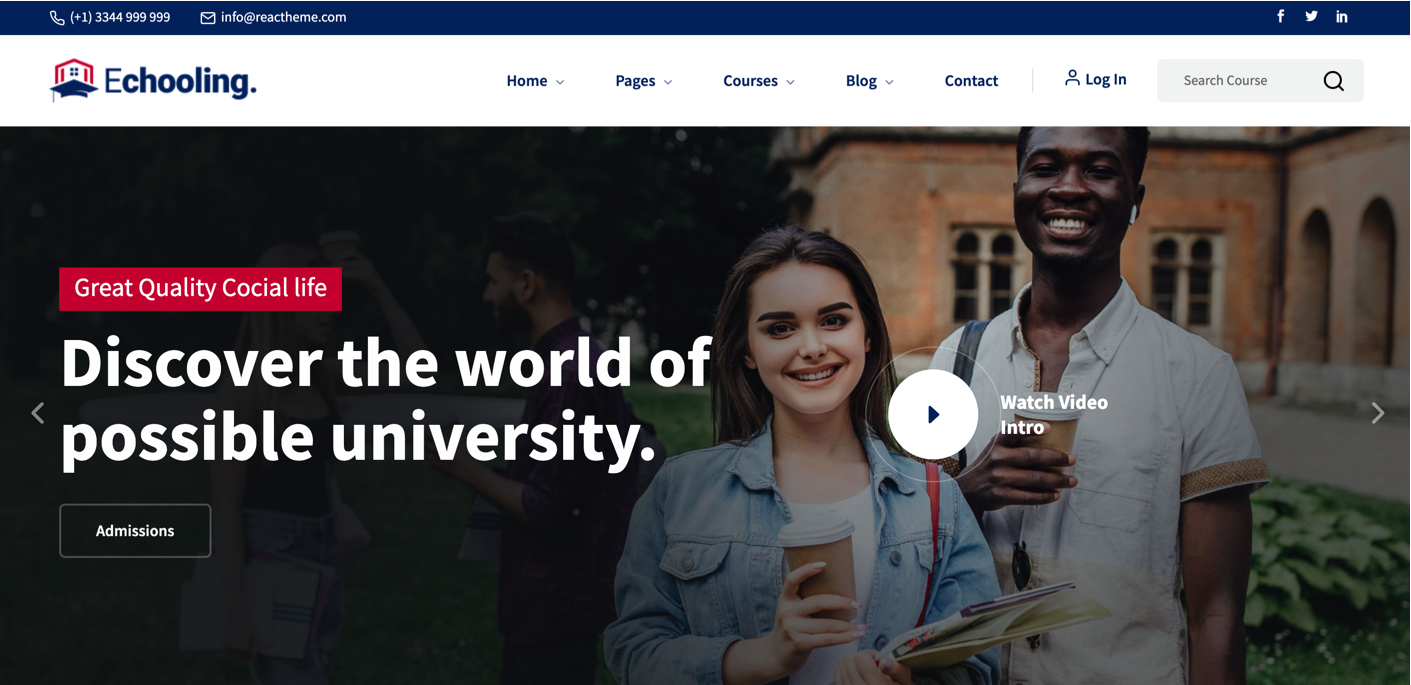 (+1) 3344 999 999 info@reactheme.com
Echooling. Home Pages Courses Blog Contact Log In Search Course
Great Quality Cocial life
Discover the world of
possible university.
Watch Video
Intro
Admissions